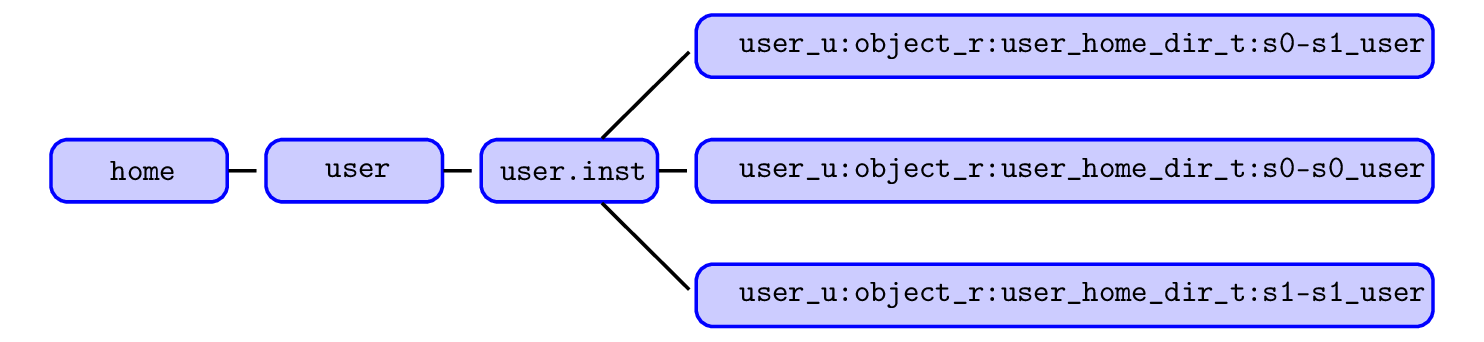 home
user
user.inst
user_u:object_r:user_home_dir_t:s0-s1_user
user_u:object_r:user_home_dir_t:s0-s0_user
user_u:object_r:user_home_dir_t:s1-s1_user